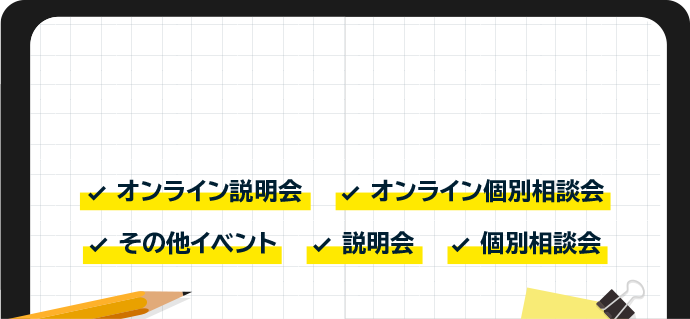 ✓ オンライン説明会 ✓ オンライン個別相談会
✓ その他イベント ✓ 説明会 ✓ 個別相談会